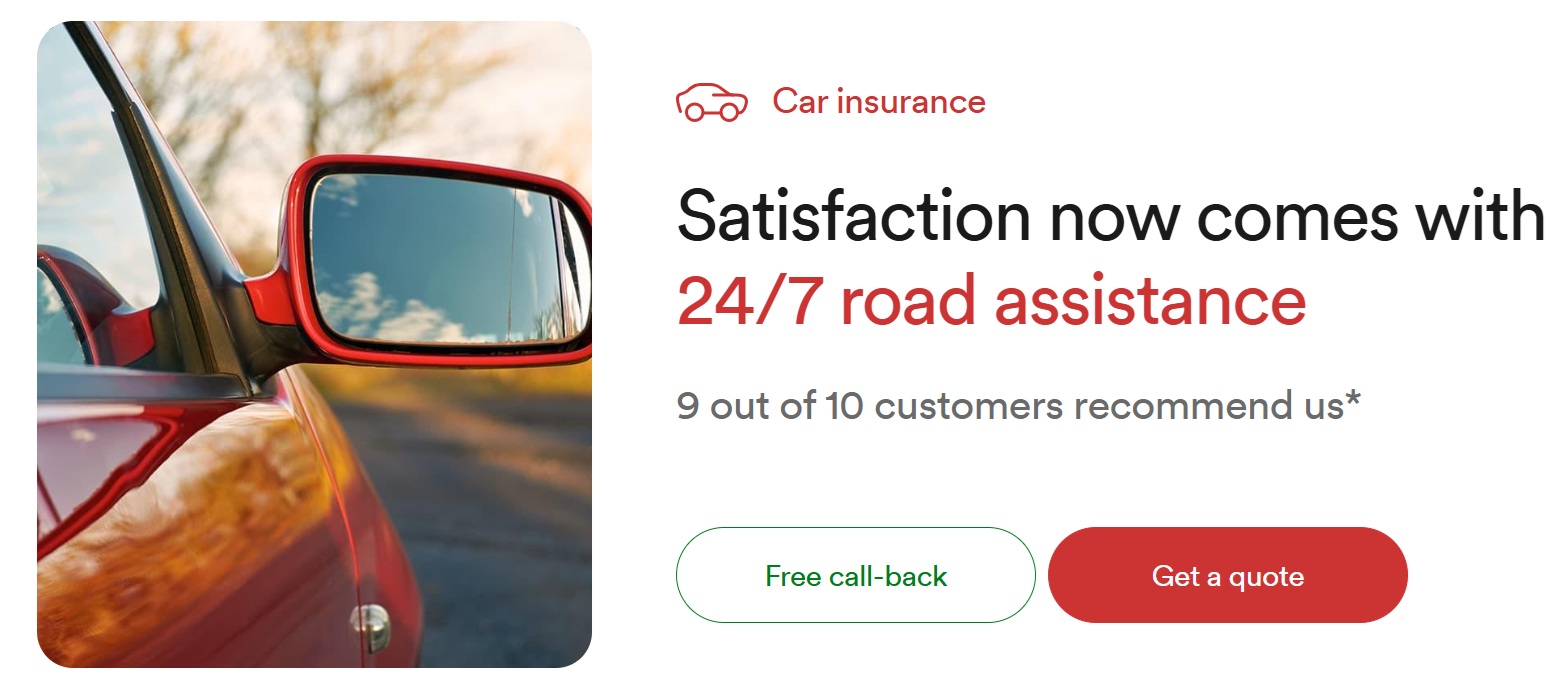 Car insurance
Satisfaction now comes with
24/7 road assistance
9 out of 10 customers recommend us*
Free call-back
Get a quote